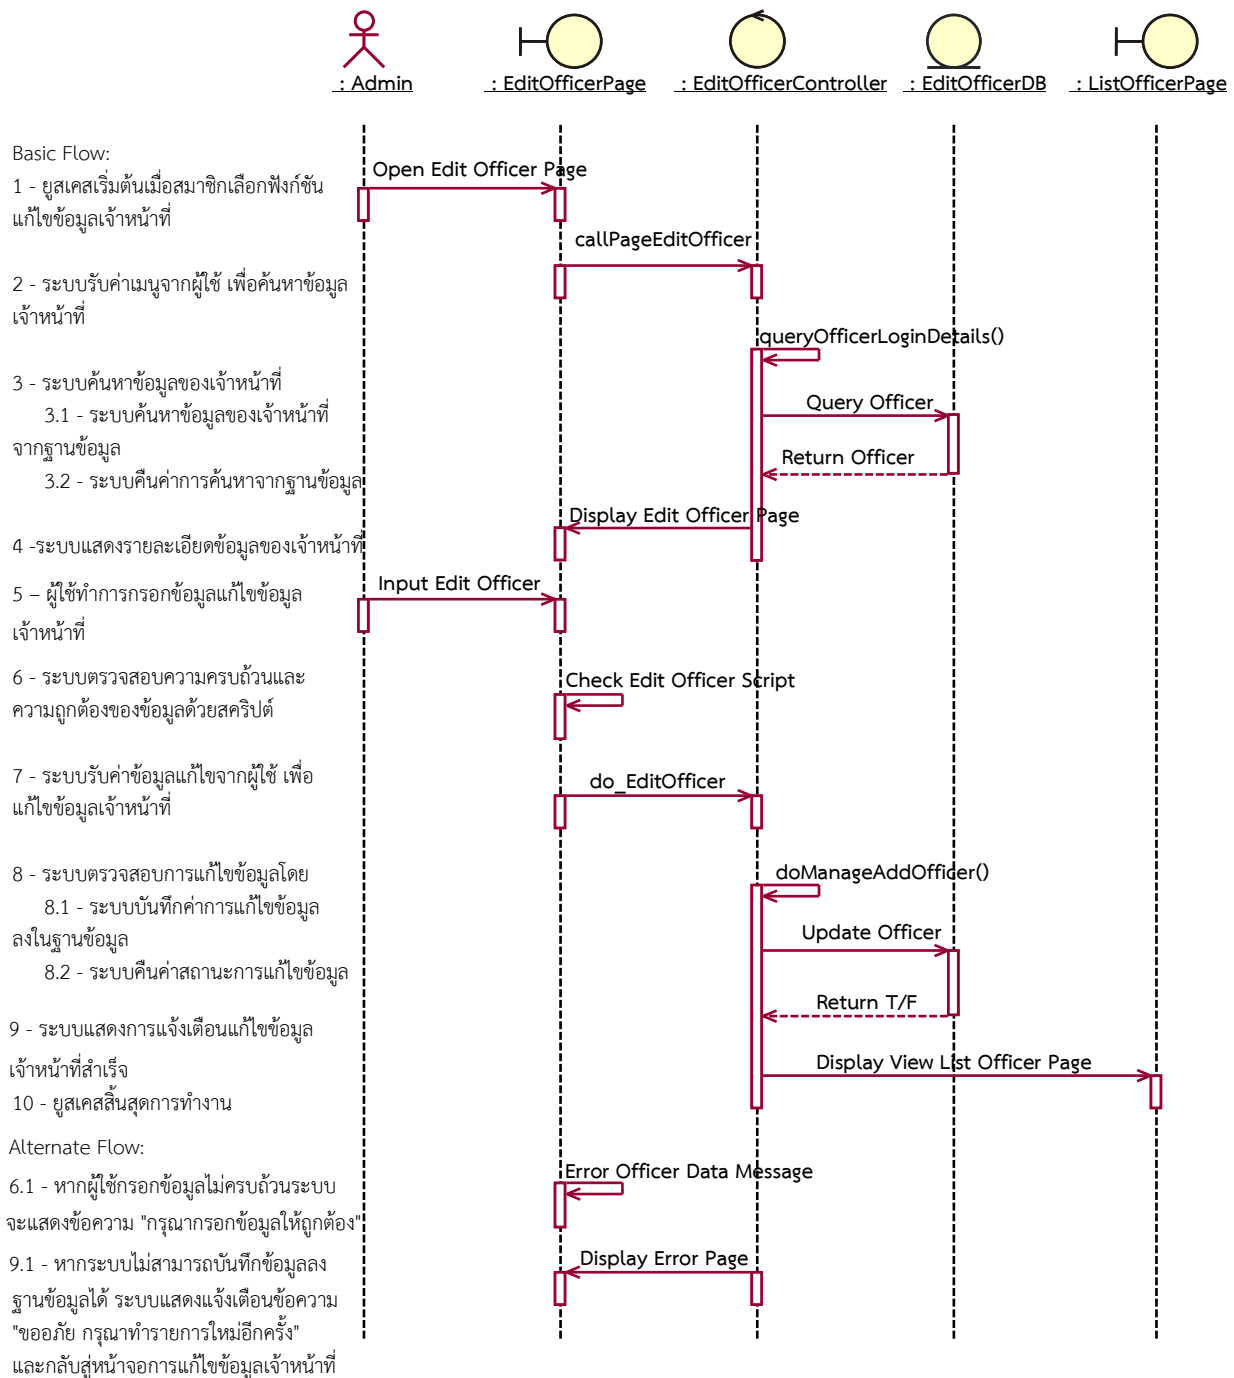 : Admin
: EditOfficerPage
: EditOfficerController
: EditOfficerDB
: ListOfficerPage
Basic Flow:
1 - ยูสเคสเริ่มต้นเมื่อสมาชิกเลือกฟังก์ชัน
แก้ไขข้อมูลเจ้าหน้าที่
Open Edit Officer Page
callPageEditOfficer
2 - ระบบรับค่าเมนูจากผู้ใช้ เพื่อค้นหาข้อมูล
เจ้าหน้าที่
queryOfficerLoginDetails()
3 - ระบบค้นหาข้อมูลของเจ้าหน้าที่
3.1 - ระบบค้นหาข้อมูลของเจ้าหน้าที่
จากฐานข้อมูล
3.2 - ระบบคืนค่าการค้นหาจากฐานข้อมูล
Query Officer
Return Officer
Display Edit Officer Page
4 -ระบบแสดงรายละเอียดข้อมูลของเจ้าหน้าที่
Input Edit Officer
5 – ผู้ใช้ทำการกรอกข้อมูลแก้ไขข้อมูล
เจ้าหน้าที่
6 - ระบบตรวจสอบความครบถ้วนและ
ความถูกต้องของข้อมูลด้วยสคริปต์
Check Edit Officer Script
7 - ระบบรับค่าข้อมูลแก้ไขจากผู้ใช้ เพื่อ
แก้ไขข้อมูลเจ้าหน้าที่
do_EditOfficer
8 - ระบบตรวจสอบการแก้ไขข้อมูลโดย
8.1 - ระบบบันทึกค่าการแก้ไขข้อมูล
ลงในฐานข้อมูล
8.2 - ระบบคืนค่าสถานะการแก้ไขข้อมูล
doManageAddOfficer()
Update Officer
Return T/F
9 - ระบบแสดงการแจ้งเตือนแก้ไขข้อมูล
เจ้าหน้าที่สำเร็จ
Display View List Officer Page
10 - ยูสเคสสิ้นสุดการทำงาน
Alternate Flow:
6.1 - หากผู้ใช้กรอกข้อมูลไม่ครบถ้วนระบบ
จะแสดงข้อความ "กรุณากรอกข้อมูลให้ถูกต้อง"
Error Officer Data Message
9.1 - หากระบบไม่สามารถบันทึกข้อมูลลง
ฐานข้อมูลได้ ระบบแสดงแจ้งเตือนข้อความ
"ขออภัย กรุณาทำรายการใหม่อีกครั้ง"
และกลับสู่หน้าจอการแก้ไขข้อมูลเจ้าหน้าที่
Display Error Page